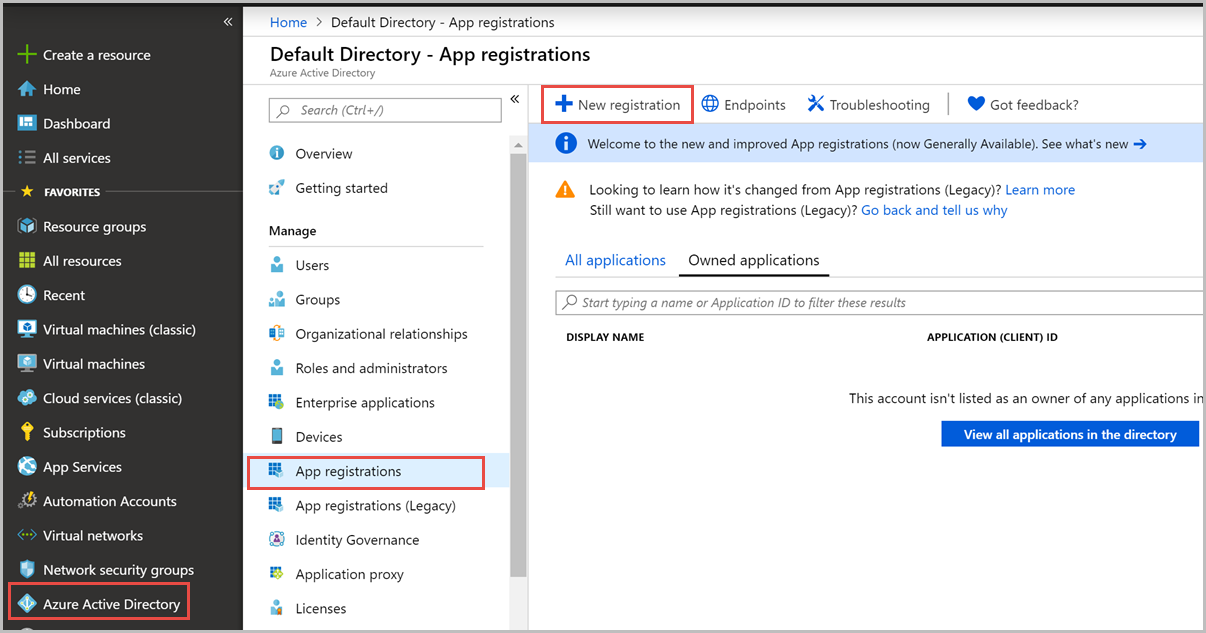 «
Create a resource
Home
Dashboard
All services
FAVORITES
Resource groups
All resources
Recent
Virtual machines (classic)
Virtual machines
Cloud services (classic)
Subscriptions
App Services
Automation Accounts
Virtual networks
Network security groups
Azure Active Directory
Home > Default Directory - App registrations
Default Directory - App registrations
Azure Active Directory
Search (Ctrl+/)
«
Overview
Getting started
Manage
Users
Groups
Organizational relationships
Roles and administrators
Enterprise applications
Devices
App registrations
App registrations (Legacy)
Identity Governance
Application proxy
Licenses
New registration Endpoints Troubleshooting Got feedback?
Welcome to the new and improved App registrations (now Generally Available). See what's new →
Looking to learn how it's changed from App registrations (Legacy)? Learn more
Still want to use App registrations (Legacy)? Go back and tell us why
All applications Owned applications
Start typing a name or Application ID to filter these results
DISPLAY NAME APPLICATION (CLIENT) ID
This account isn't listed as an owner of any applications in
View all applications in the directory